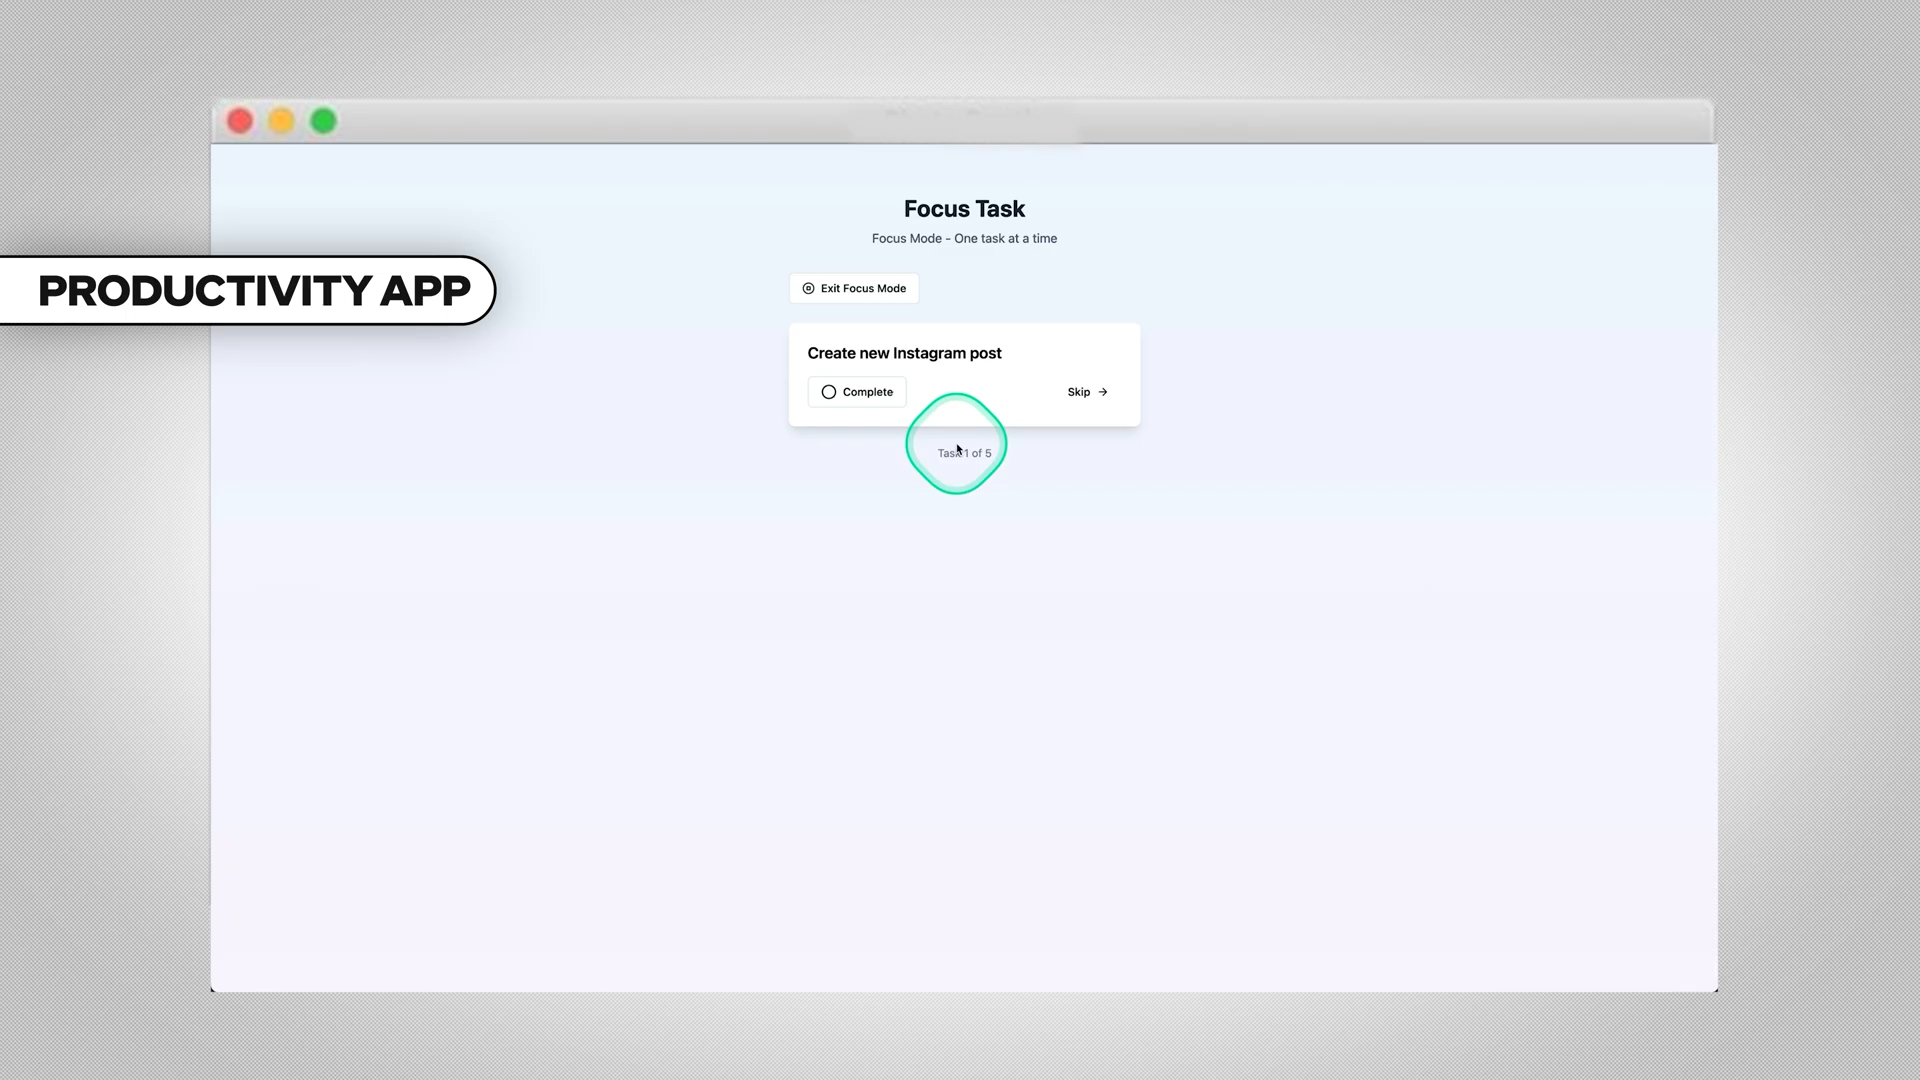 Focus Task
Focus Mode - One task at a time
PRODUCTIVITY APP
Exit Focus Mode
Create new Instagram post
Complete
Skip
Task 1 of 5